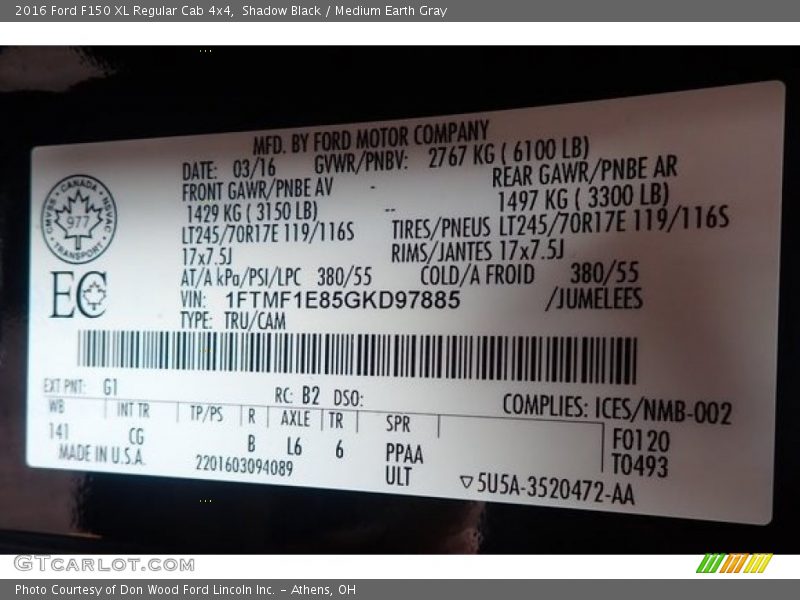 2016 Ford F150 XL Regular Cab 4x4, Shadow Black / Medium Earth Gray
MFD. BY FORD MOTOR COMPANY
DATE: 03/16 GVWR/PNBV: 2767 KG ( 6100 LB)
FRONT GAWR/PNBE AV - REAR GAWR/PNBE AR
1429 KG ( 3150 LB) -- 1497 KG ( 3300 LB)
LT245/70R17E 119/116S TIRES/PNEUS LT245/70R17E 119/116S
17x7.5J RIMS/JANTES 17x7.5J
AT/A kPa/PSI/LPC 380/55 COLD/A FROID 380/55
VIN: 1FTMF1E85GKD97885 /JUMELEES
TYPE: TRU/CAM
CANADA
NSVAC
TRANSPORT
SSVANC
977
EC
EXT PNT: G1 RC: B2 DSO:
COMPLIES: ICES/NMB-002
WB INT TR TP/PS R AXLE TR SPR
141 CG B L6 6 PPAA F0120
MADE IN U.S.A. 2201603094089 ULT T0493
5U5A-3520472-AA
GTCARLOT.COM
Photo Courtesy of Don Wood Ford Lincoln Inc. - Athens, OH